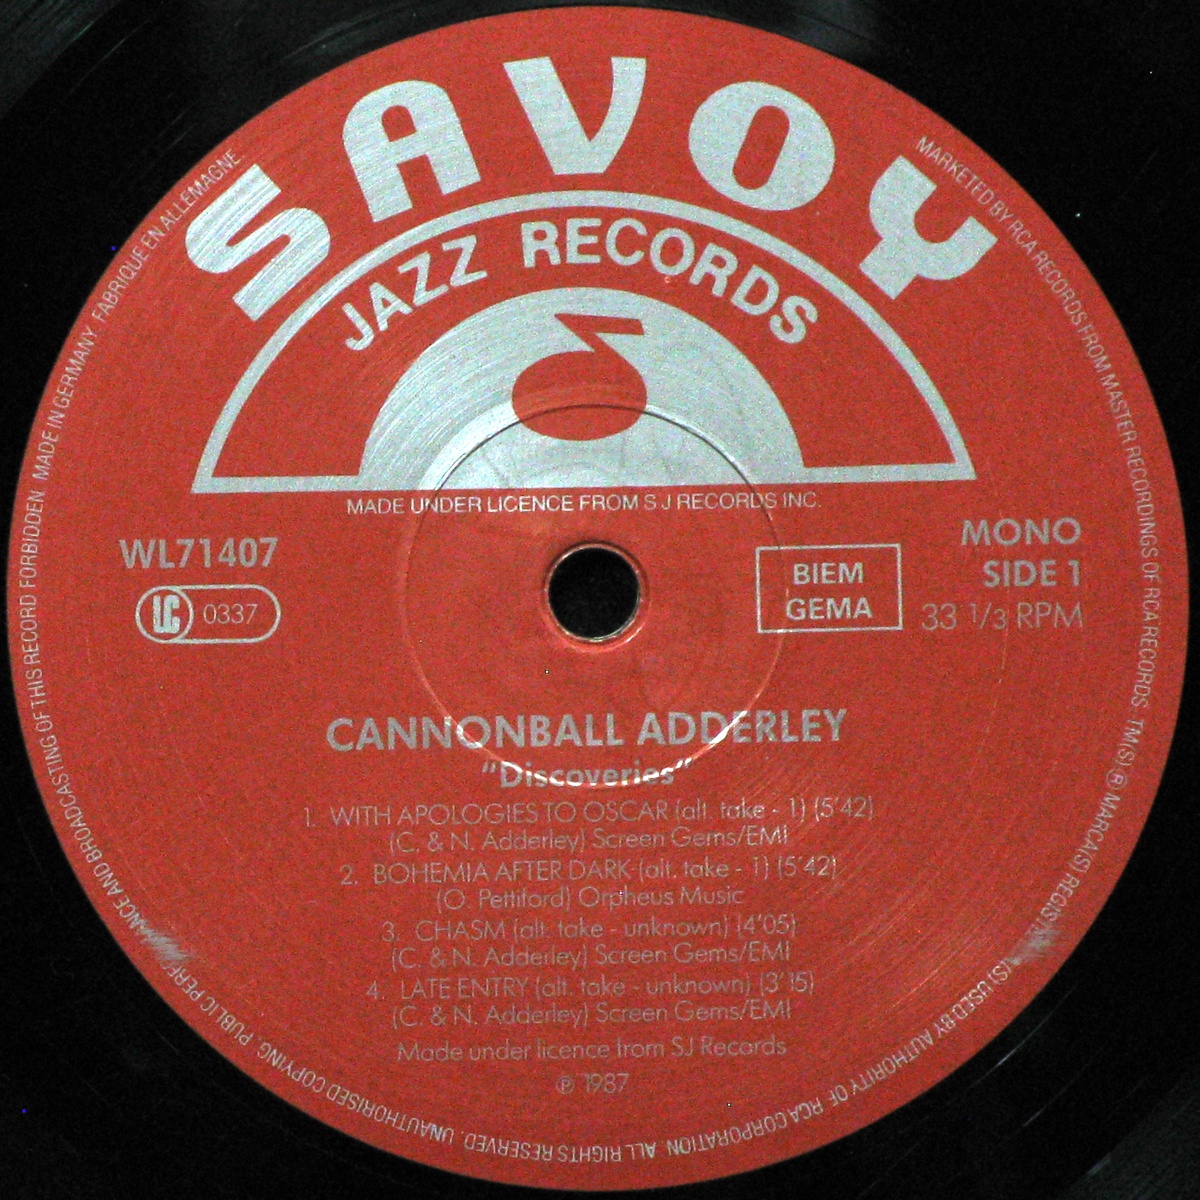 SAVOY
JAZZ RECORDS
MADE UNDER LICENCE FROM S J RECORDS INC.
WL71407
LC 0337
BIEM
GEMA
MONO
SIDE 1
33 1/3 RPM
CANNONBALL ADDERLEY
“Discoveries”
1. WITH APOLOGIES TO OSCAR (alt. take - 1) (5'42)
(C. & N. Adderley) Screen Gems/EMI
2. BOHEMIA AFTER DARK (alt. take - 1) (5'42)
(O. Pettiford) Orpheus Music
3. CHASM (alt. take - unknown) (4'05)
(C. & N. Adderley) Screen Gems/EMI
4. LATE ENTRY (alt. take - unknown) (3'15)
(C. & N. Adderley) Screen Gems/EMI
Made under licence from SJ Records
℗ 1987
MARKETED BY RCA RECORDS FROM MASTER RECORDINGS OF RCA RECORDS. TM(S) ® MARCA(S) (S) USED BY AUTHORITY OF RCA CORPORATION ALL RIGHTS RESERVED. UNAUTHORISED COPYING, PUBLIC AND BROADCASTING OF THIS RECORD FORBIDDEN MADE IN GERMANY FABRIQUE EN ALLEMAGNE